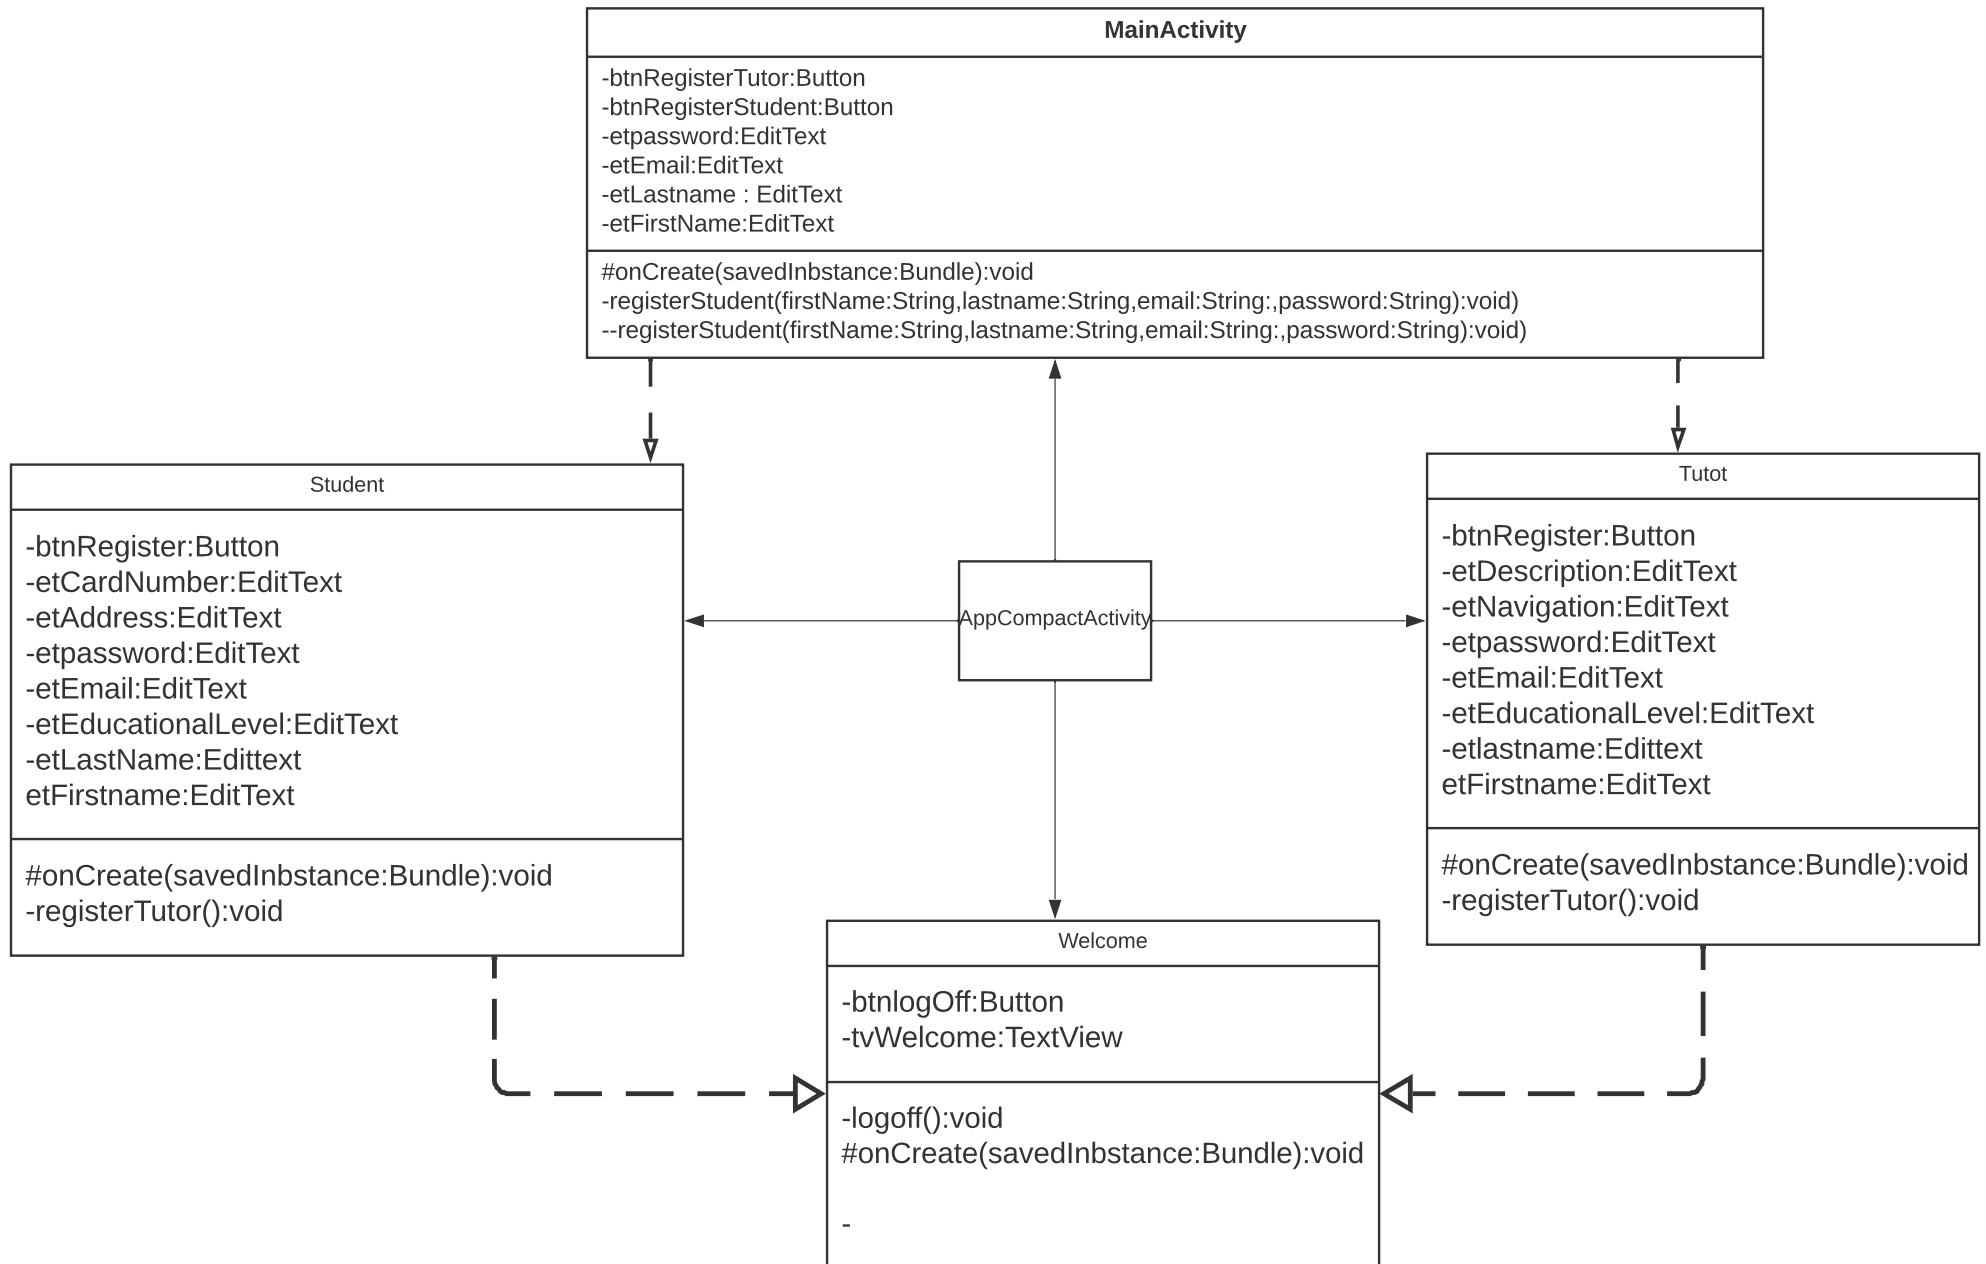 MainActivity
-btnRegisterTutor:Button
-btnRegisterStudent:Button
-etpassword:EditText
-etEmail:EditText
-etLastname : EditText
-etFirstName:EditText
#onCreate(savedInbstance:Bundle):void
-registerStudent(firstName:String,lastname:String,email:String:,password:String):void)
--registerStudent(firstName:String,lastname:String,email:String:,password:String):void)
Student
-btnRegister:Button
-etCardNumber:EditText
-etAddress:EditText
-etpassword:EditText
-etEmail:EditText
-etEducationalLevel:EditText
-etLastName:Edittext
etFirstname:EditText
#onCreate(savedInbstance:Bundle):void
-registerTutor():void
AppCompactActivity
Tutot
-btnRegister:Button
-etDescription:EditText
-etNavigation:EditText
-etpassword:EditText
-etEmail:EditText
-etEducationalLevel:EditText
-etlastname:Edittext
etFirstname:EditText
#onCreate(savedInbstance:Bundle):void
-registerTutor():void
Welcome
-btnlogOff:Button
-tvWelcome:TextView
-logoff():void
#onCreate(savedInbstance:Bundle):void
-